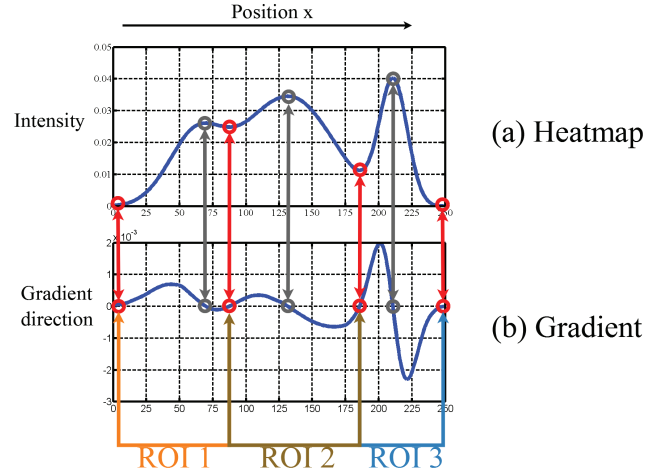 Position x
0.05
0.04
0.03
Intensity
(a) Heatmap
0.02
0.01
0
0 25 50 75 100 125 150 175 200 225 250
×10⁻³
2
1
Gradient
direction
0
(b) Gradient
-1
-2
-3
0 25 50 75 100 125 150 175 200 225 250
ROI 1 ROI 2 ROI 3